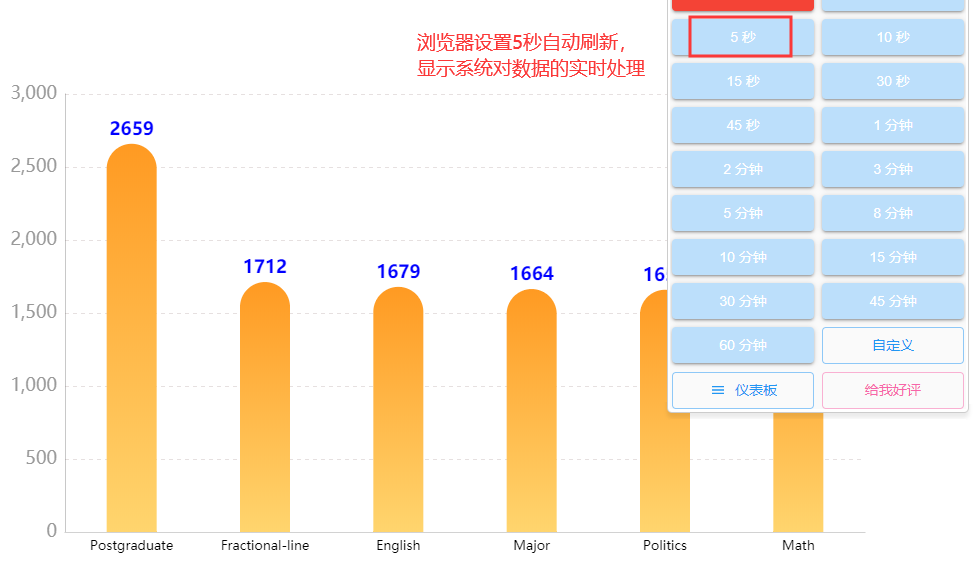 浏览器设置5秒自动刷新，
显示系统对数据的实时处理
5 秒
10 秒
15 秒
30 秒
45 秒
1 分钟
2 分钟
3 分钟
5 分钟
8 分钟
10 分钟
15 分钟
30 分钟
45 分钟
60 分钟
自定义
仪表板
给我好评
3,000
2,500
2,000
1,500
1,000
500
0
2659
1712
1679
1664
Postgraduate
Fractional-line
English
Major
Politics
Math